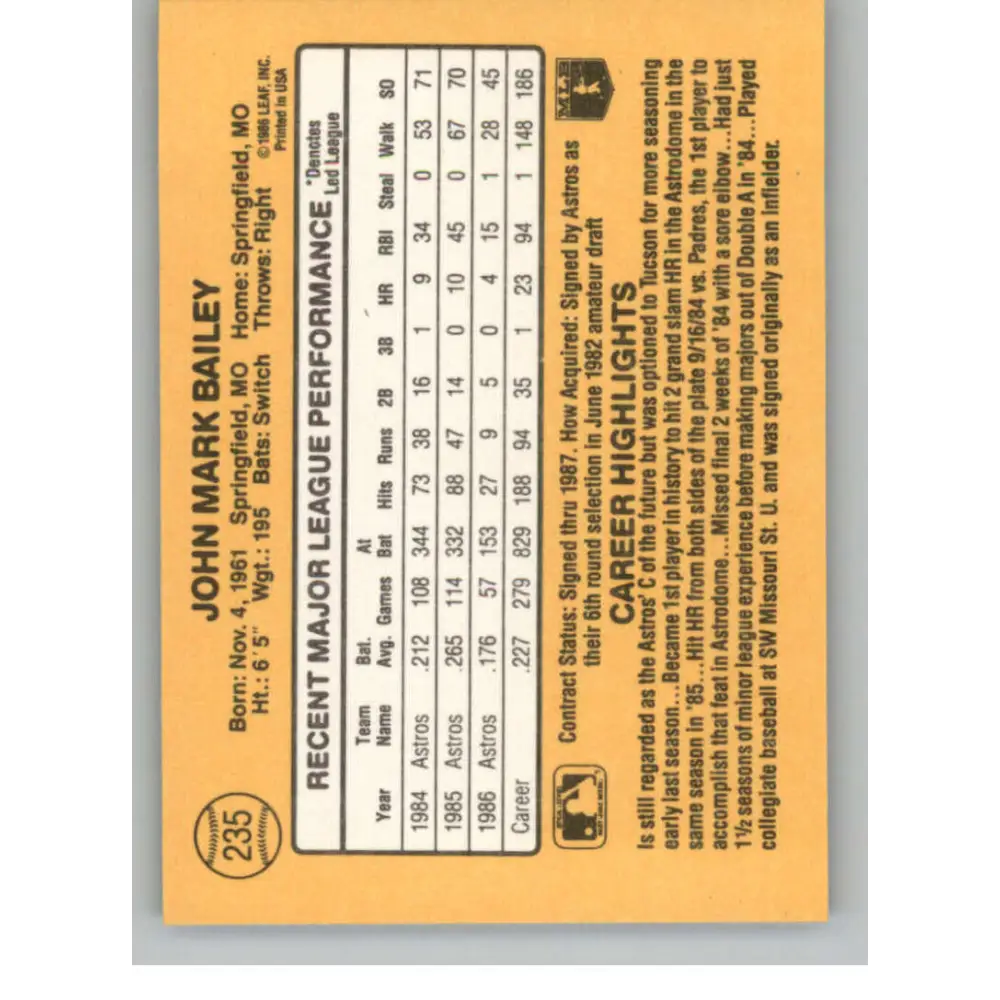 235
JOHN MARK BAILEY
Born: Nov. 4, 1961 Springfield, MO Home: Springfield, MO
Ht.: 6'5" Wgt.: 195 Bats: Switch Throws: Right
©1986 LEAF, INC.
Printed in USA
RECENT MAJOR LEAGUE PERFORMANCE *Denotes Led League
Year Team Name Bat. Avg. Games At Bat Hits Runs 2B 3B HR RBI Steal Walk SO
1984 Astros .212 108 344 73 38 16 1 9 34 0 53 71
1985 Astros .265 114 332 88 47 14 0 10 45 0 67 70
1986 Astros .176 57 153 27 9 5 0 4 15 1 28 45
Career .227 279 829 188 94 35 1 23 94 1 148 186
Contract Status: Signed thru 1987. How Acquired: Signed by Astros as
their 6th round selection in June 1982 amateur draft
CAREER HIGHLIGHTS
Is still regarded as the Astros' C of the future but was optioned to Tucson for more seasoning
early last season...Became 1st player in history to hit 2 grand slam HR in the Astrodome in the
same season in '85...Hit HR from both sides of the plate 9/16/84 vs. Padres, the 1st player to
accomplish that feat in Astrodome...Missed final 2 weeks of '84 with a sore elbow...Had just
1½ seasons of minor league experience before making majors out of Double A in '84...Played
collegiate baseball at SW Missouri St. U. and was signed originally as an infielder.